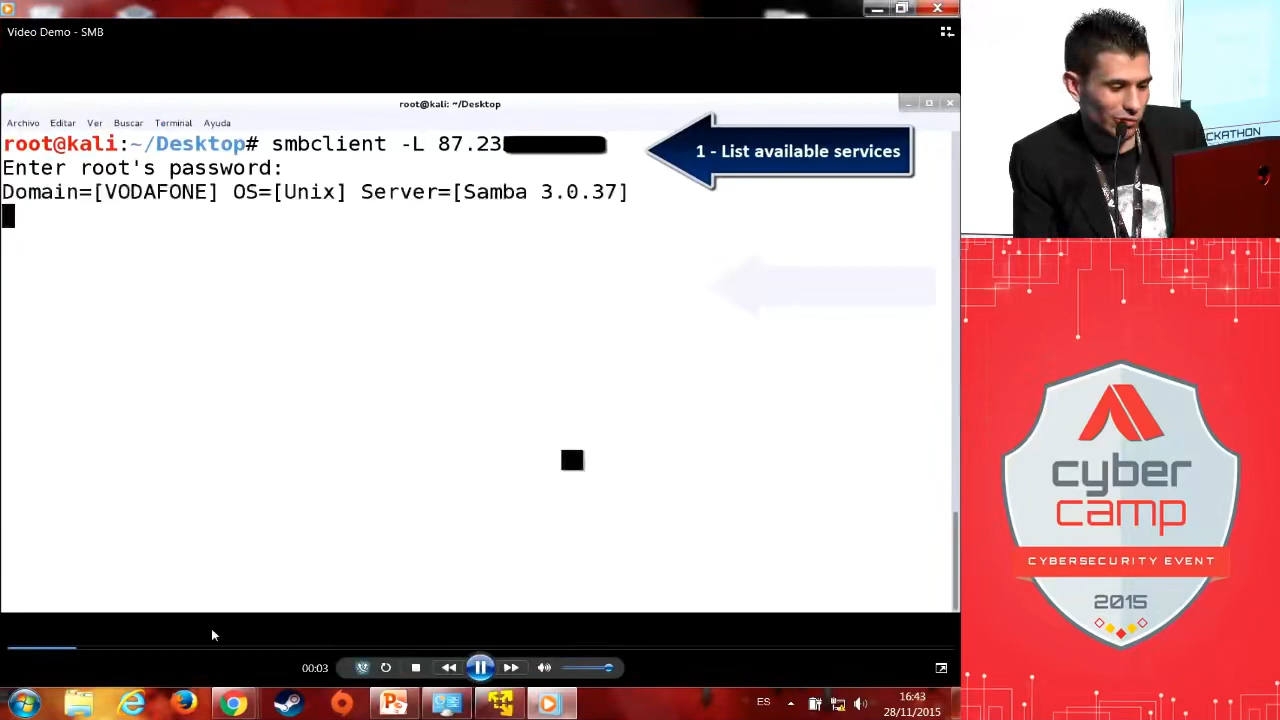 Video Demo - SMB
root@kali: ~/Desktop
Archivo Editar Ver Buscar Terminal Ayuda
root@kali:~/Desktop# smbclient -L 87.23
Enter root's password:
Domain=[VODAFONE] OS=[Unix] Server=[Samba 3.0.37]
1 - List available services
00:03
ES
16:43
28/11/2015
HACKATHON
cyber
camp
CYBERSECURITY EVENT
2015